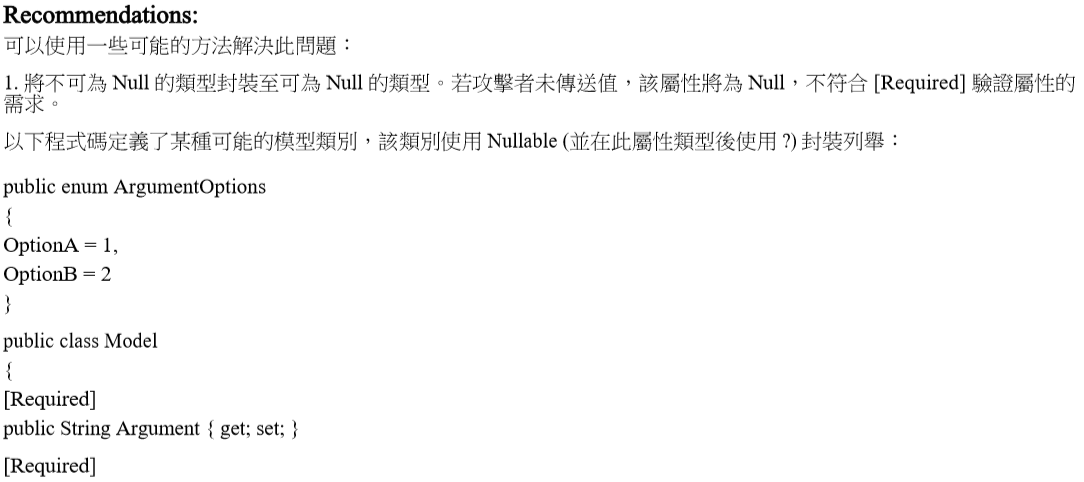 Recommendations:
可以使用一些可能的方法解決此問題：
1. 將不可為 Null 的類型封裝至可為 Null 的類型。若攻擊者未傳送值，該屬性將為 Null，不符合 [Required] 驗證屬性的
需求。
以下程式碼定義了某種可能的模型類別，該類別使用 Nullable (並在此屬性類型後使用 ?) 封裝列舉：
public enum ArgumentOptions
{
OptionA = 1,
OptionB = 2
}
public class Model
{
[Required]
public String Argument { get; set; }
[Required]